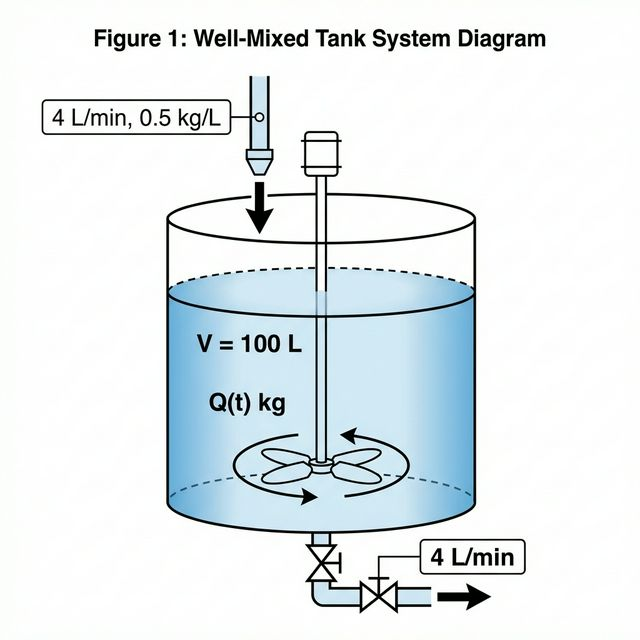 Figure 1: Well-Mixed Tank System Diagram
4 L/min, 0.5 kg/L
V = 100 L
Q(t) kg
4 L/min